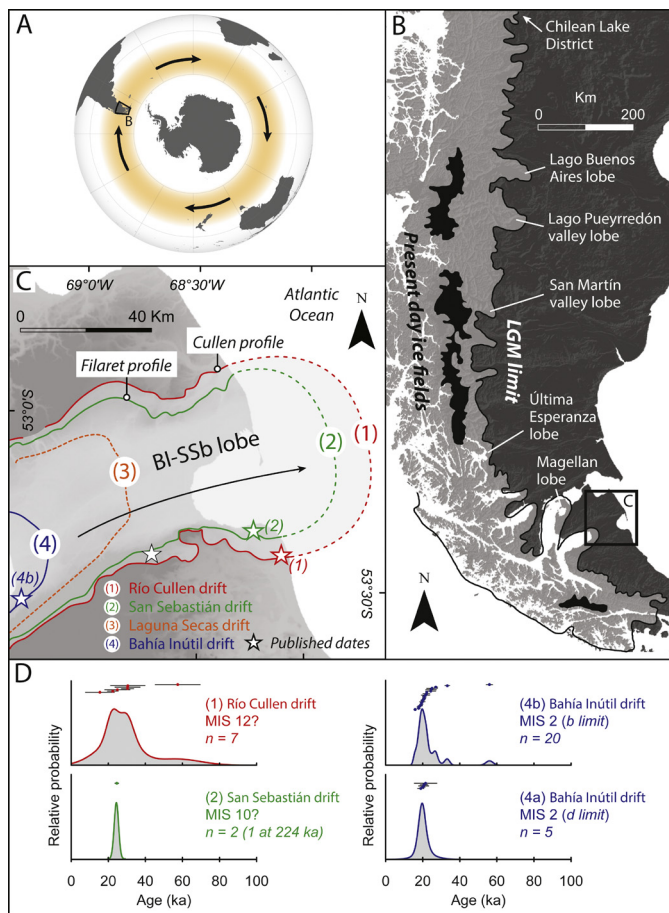 A
B
B
Chilean Lake
District
Km
0
200
Lago Buenos
Aires lobe
Lago Pueyrredón
valley lobe
San Martín
valley lobe
Present day ice fields
LGM limit
Última
Esperanza
lobe
Magellan
lobe
C
N
C
69°0'W
68°30'W
Atlantic
Ocean
0
40 Km
N
Cullen profile
Filaret profile
53°0'S
BI-SSb lobe
(1)
(2)
(3)
(4)
(4b)
(2)
(1)
53°30'S
(1) Río Cullen drift
(2) San Sebastián drift
(3) Laguna Secas drift
(4) Bahía Inútil drift
Published dates
D
Relative probability
(1) Río Cullen drift
MIS 12?
n = 7
(4b) Bahía Inútil drift
MIS 2 (b limit)
n = 20
Relative probability
(2) San Sebastián drift
MIS 10?
n = 2 (1 at 224 ka)
(4a) Bahía Inútil drift
MIS 2 (d limit)
n = 5
0 20 40 60 80 100
Age (ka)
0 20 40 60 80 100
Age (ka)